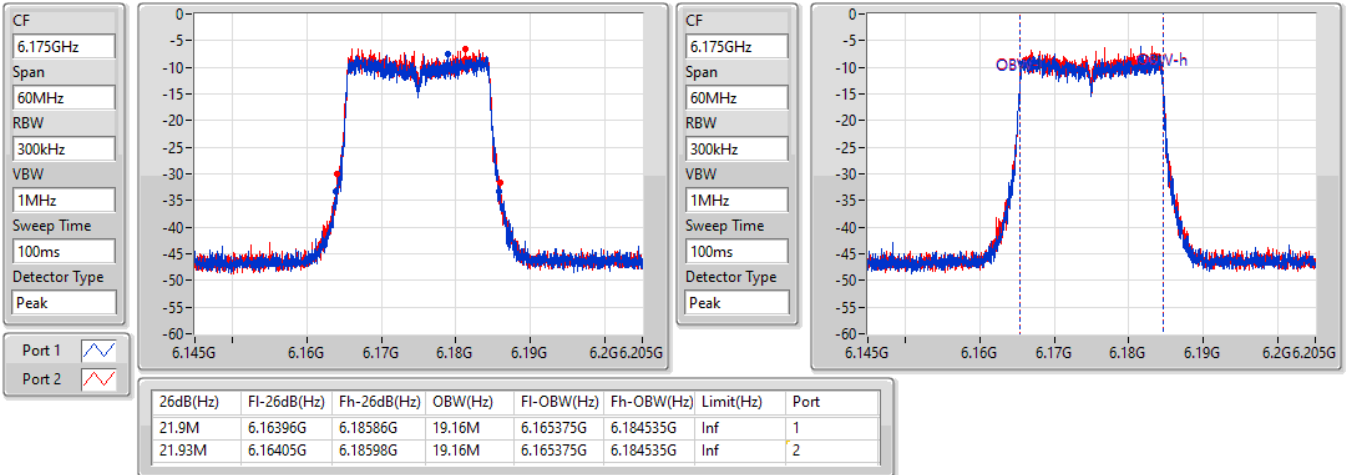 CF
6.175GHz
Span
60MHz
RBW
300kHz
VBW
1MHz
Sweep Time
100ms
Detector Type
Peak
Port 1
Port 2
0
-5
-10
-15
-20
-25
-30
-35
-40
-45
-50
-55
-60
6.145G 6.16G 6.17G 6.18G 6.19G 6.2G 6.205G
CF
6.175GHz
Span
60MHz
RBW
300kHz
VBW
1MHz
Sweep Time
100ms
Detector Type
Peak
0
-5
-10
-15
-20
-25
-30
-35
-40
-45
-50
-55
-60
6.145G 6.16G 6.17G 6.18G 6.19G 6.2G 6.205G
26dB(Hz) Fl-26dB(Hz) Fh-26dB(Hz) OBW(Hz) Fl-OBW(Hz) Fh-OBW(Hz) Limit(Hz) Port
21.9M 6.16396G 6.18586G 19.16M 6.165375G 6.184535G Inf 1
21.93M 6.16405G 6.18598G 19.16M 6.165375G 6.184535G Inf 2